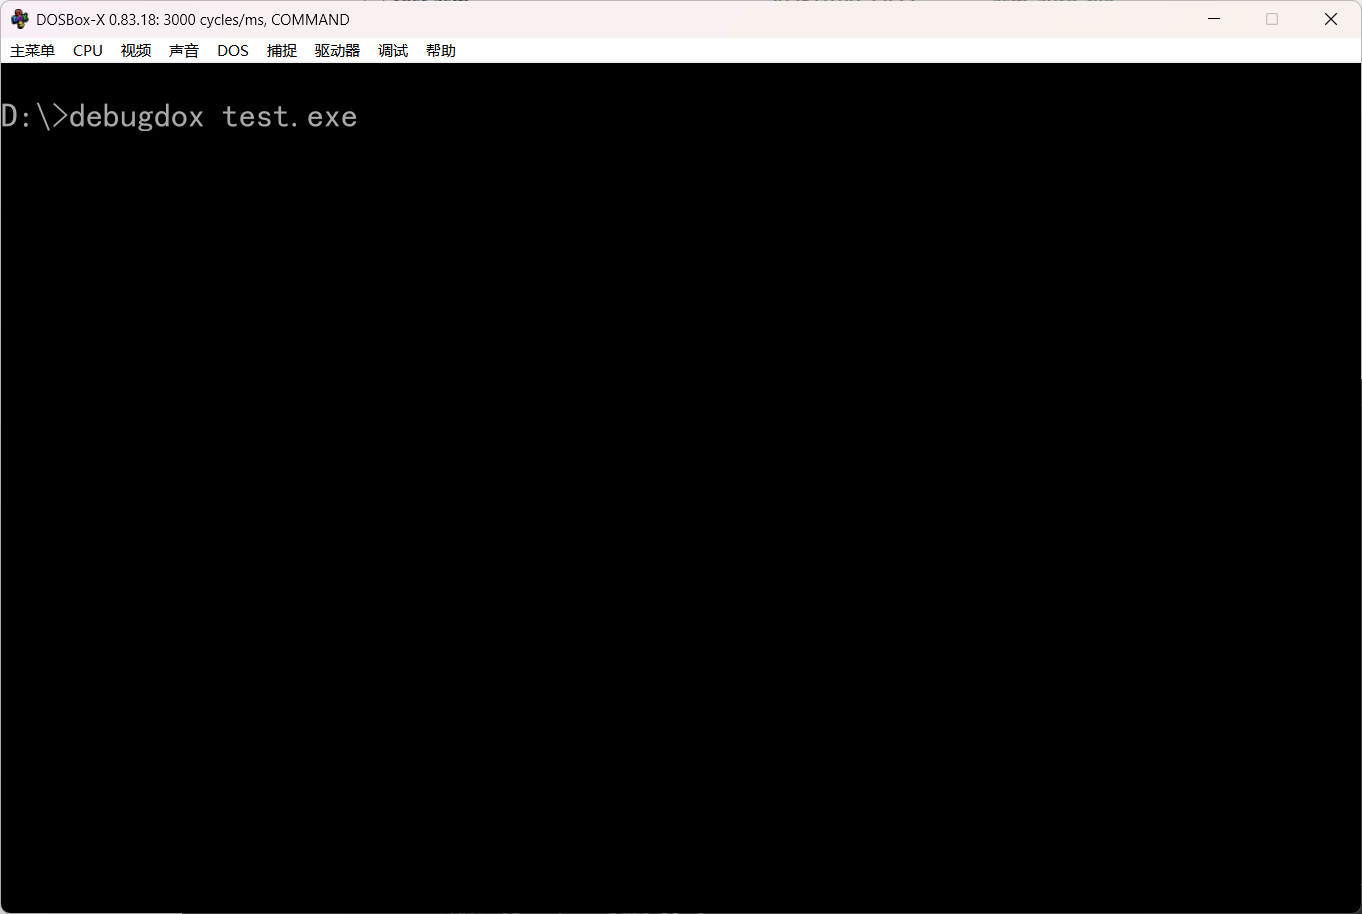 DOSBox-X 0.83.18: 3000 cycles/ms, COMMAND
主菜单 CPU 视频 声音 DOS 捕捉 驱动器 调试 帮助
D:\>debugdox test.exe